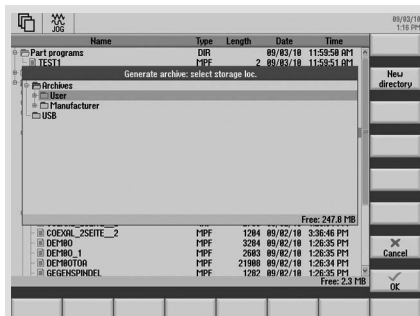 JOG
09/03/10
1:16 PM
Name Type Length Date Time
Part programs DIR 09/03/10 11:59:50 AM
TEST1 MPF 2 09/03/10 11:59:51 AM
Generate archive: select storage loc.
Archives
User
Manufacturer
USB
Free: 247.8 MB
COEXAL_2SEITE__2 MPF 1204 09/02/10 3:36:46 PM
DEMO0 MPF 3284 09/02/10 1:26:35 PM
DEMO0_1 MPF 2603 09/02/10 1:26:35 PM
DEMO0TOA MPF 21908 09/02/10 1:26:34 PM
GEGENSPINDEL MPF 1282 09/02/10 1:26:35 PM
Free: 2.3 MB
New
directory
Cancel
OK